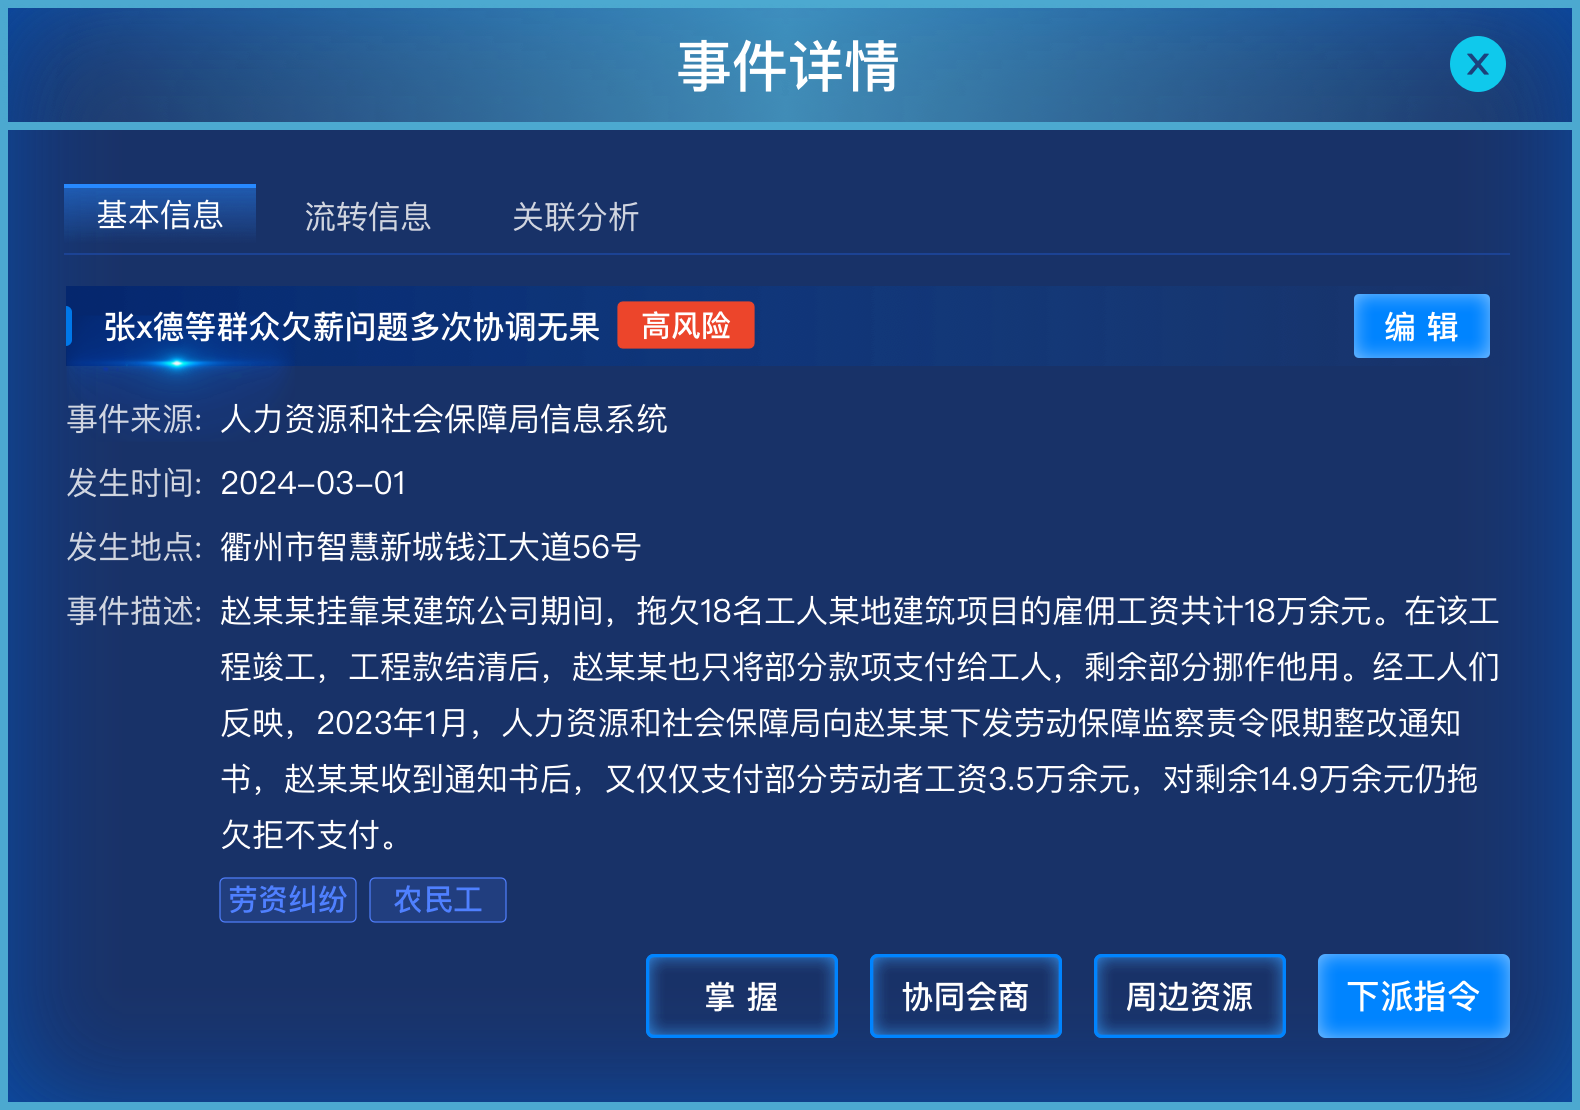 事件详情
X
基本信息 流转信息 关联分析
张x德等群众欠薪问题多次协调无果 高风险 编 辑
事件来源: 人力资源和社会保障局信息系统
发生时间: 2024-03-01
发生地点: 衢州市智慧新城钱江大道56号
事件描述: 赵某某挂靠某建筑公司期间，拖欠18名工人某地建筑项目的雇佣工资共计18万余元。在该工
程竣工，工程款结清后，赵某某也只将部分款项支付给工人，剩余部分挪作他用。经工人们
反映，2023年1月，人力资源和社会保障局向赵某某下发劳动保障监察责令限期整改通知
书，赵某某收到通知书后，又仅仅支付部分劳动者工资3.5万余元，对剩余14.9万余元仍拖
欠拒不支付。
劳资纠纷 农民工
掌 握 协同会商 周边资源 下派指令